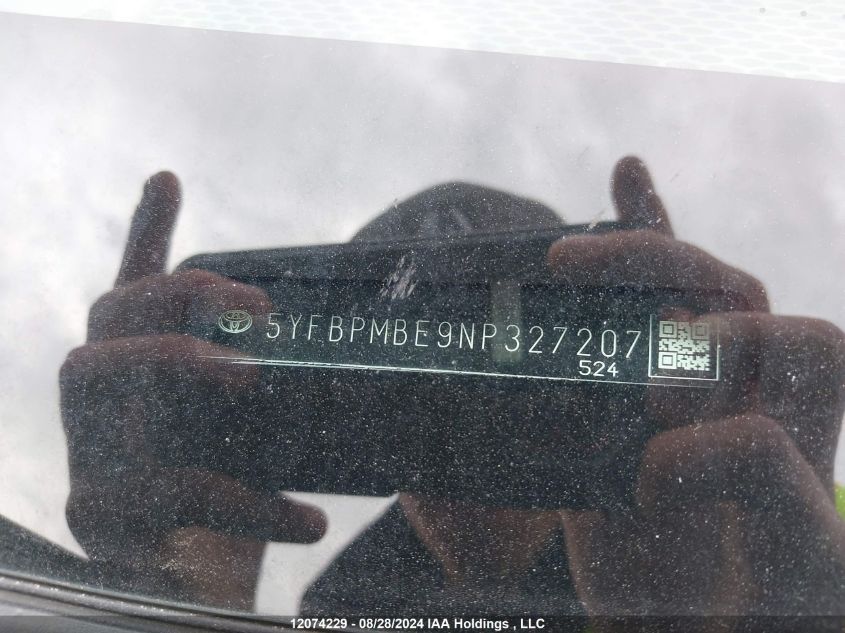 5YFBPMBE9NP327207
524
12074229 - 08/28/2024 IAA Holdings , LLC